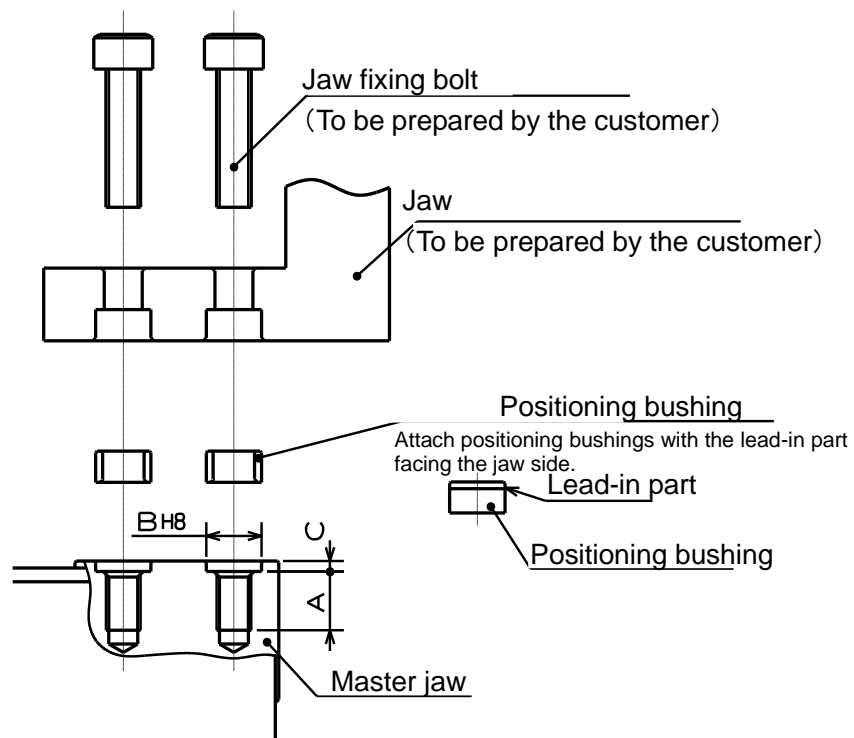 Jaw fixing bolt
（To be prepared by the customer）
Jaw
（To be prepared by the customer）
Positioning bushing
Attach positioning bushings with the lead-in part
facing the jaw side.
Lead-in part
BH8
C
Positioning bushing
A
Master jaw